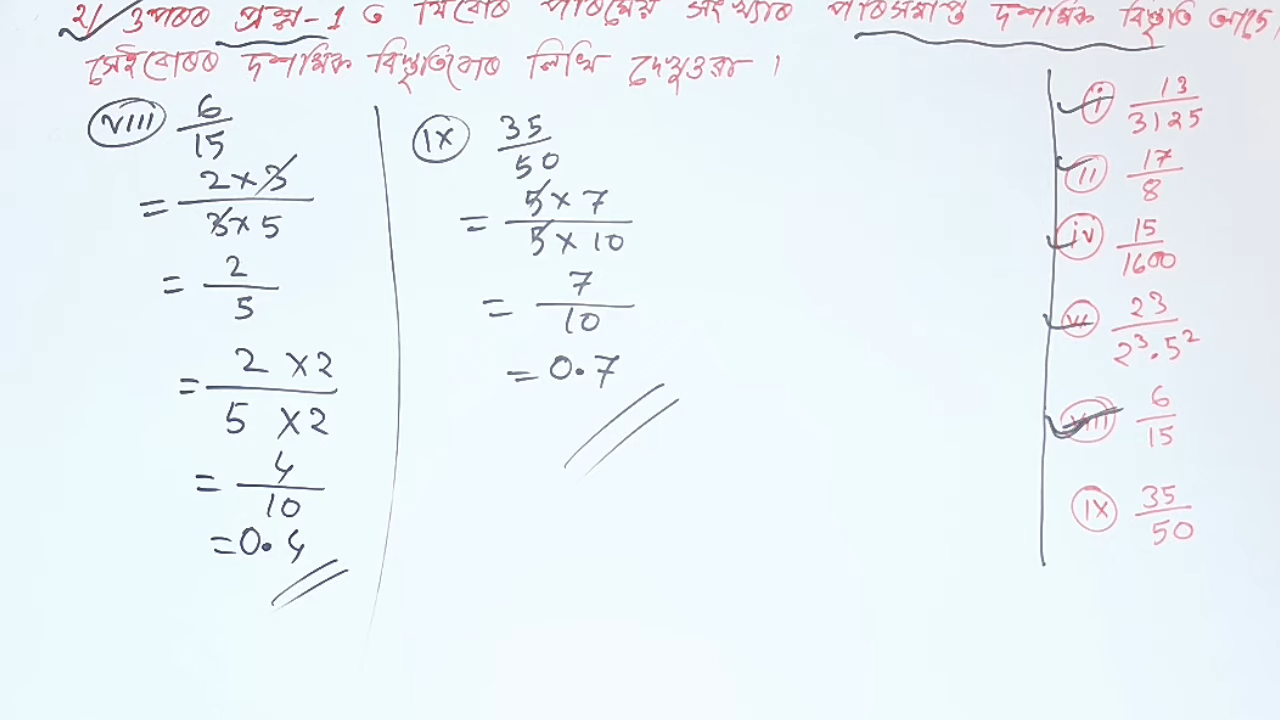 ২) ওপৰৰ প্ৰশ্ন-1 ত যিবোৰ পৰিমেয় সংখ্যাৰ পৰিসমাপ্ত দশমিক বিস্তৃতি আছে,
সেইবোৰৰ দশমিক বিস্তৃতিবোৰ লিখি দেখুওৱা ।
viii 6/15
= 2×3/3×5
= 2/5
= 2 ×2/5 ×2
= 4/10
=0.4
ix 35/50
= 5×7/5×10
= 7/10
=0.7
i 13/3125
ii 17/8
iv 15/1600
vi 23/2³.5²
viii 6/15
ix 35/50